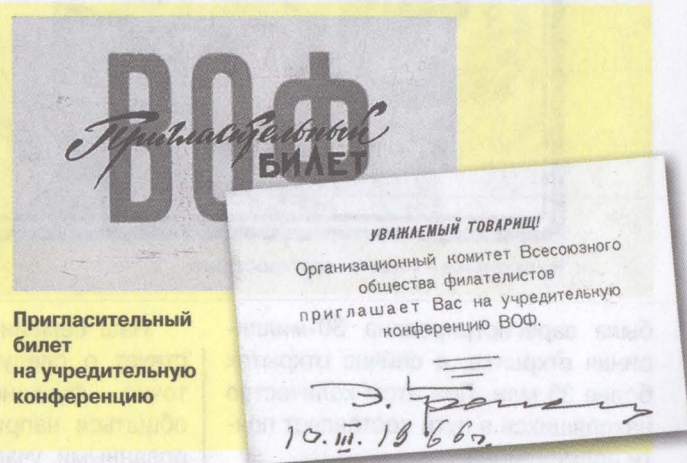 ВОФ
Пригласительный
БИЛЕТ
УВАЖАЕМЫЙ ТОВАРИЩ!
Организационный комитет Всесоюзного
общества филателистов
приглашает Вас на учредительную
конференцию ВОФ.
10.III.1966г.
Пригласительный
билет
на учредительную
конференцию